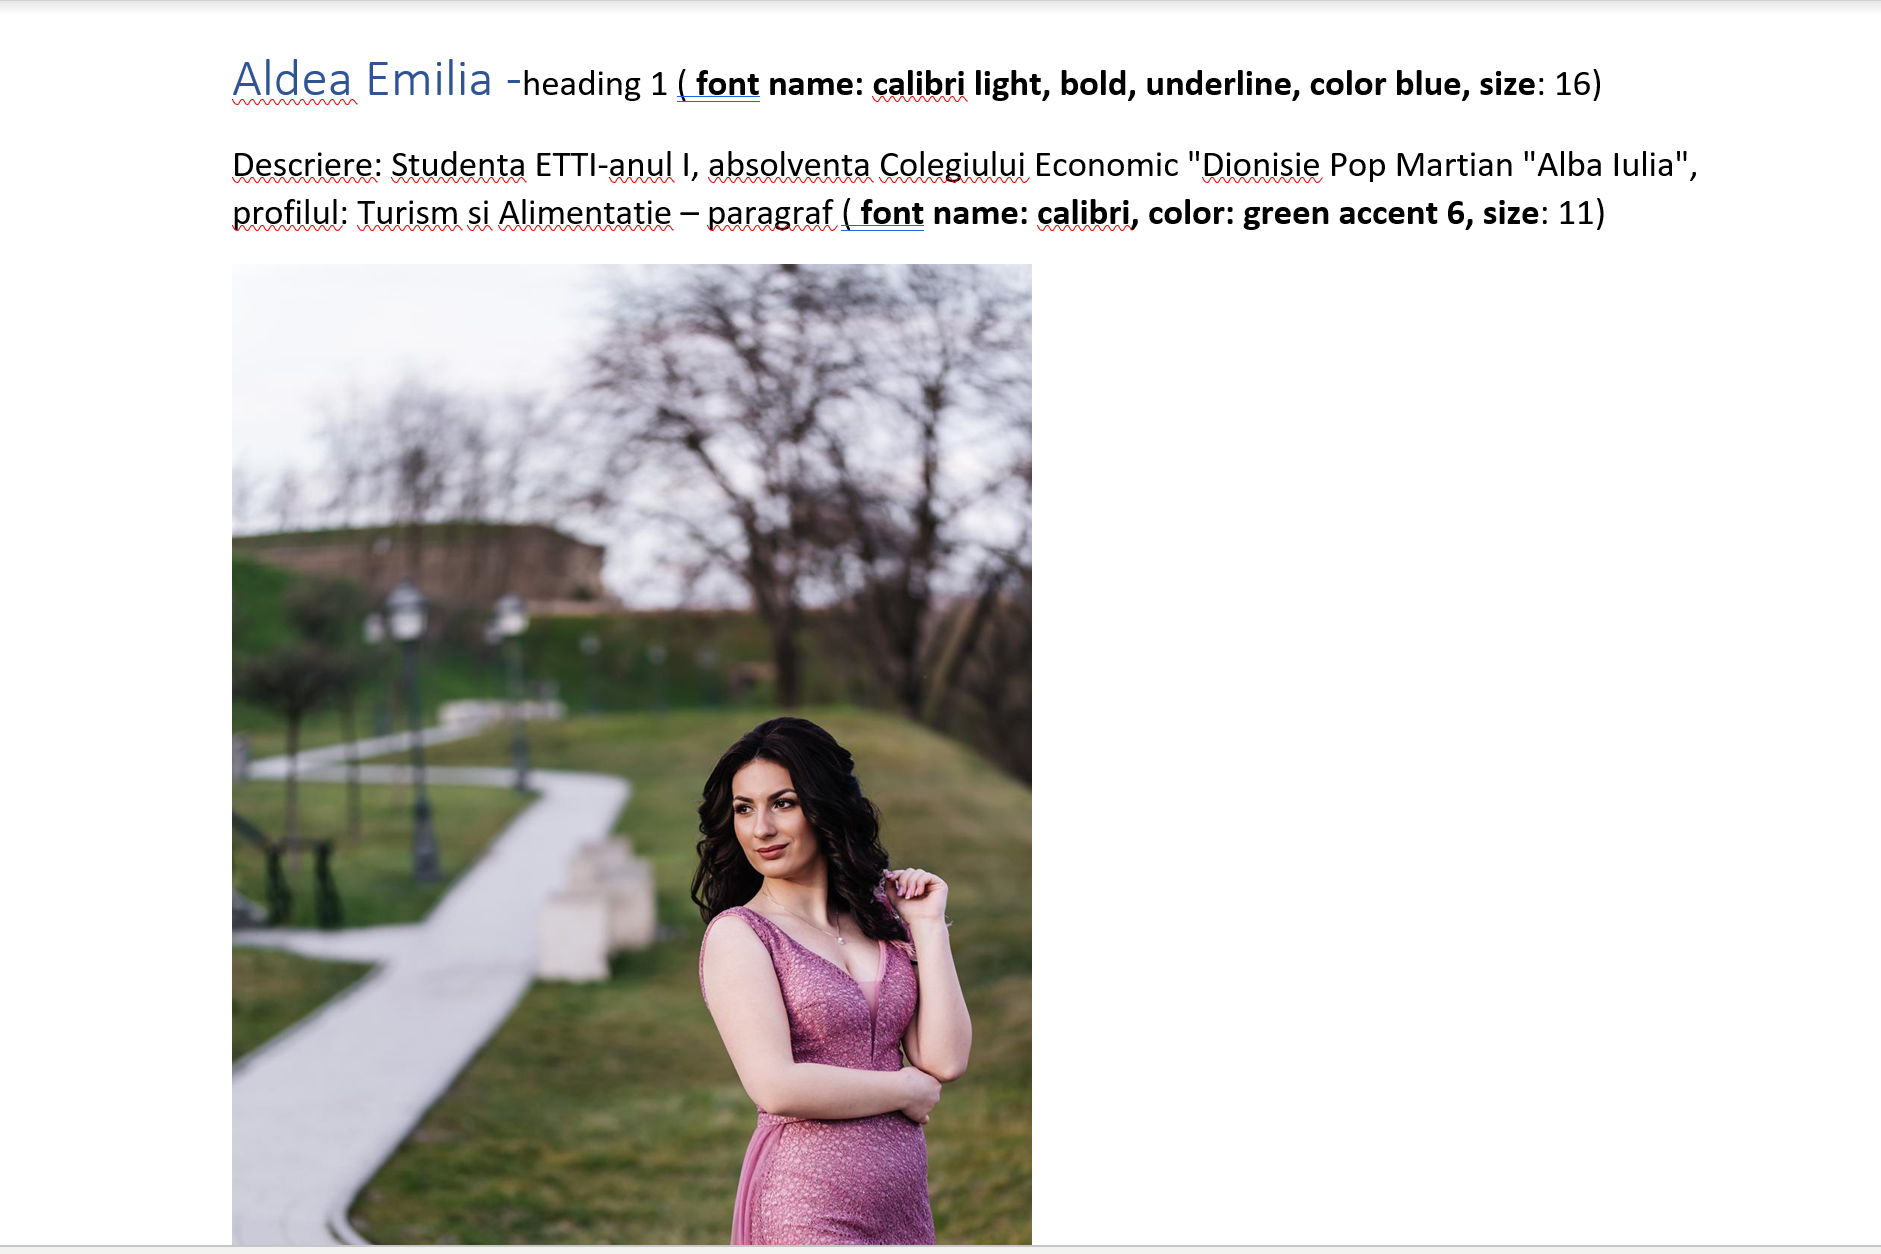 Aldea Emilia -heading 1 ( font name: calibri light, bold, underline, color blue, size: 16)
Descriere: Studenta ETTI-anul I, absolventa Colegiului Economic "Dionisie Pop Martian "Alba Iulia",
profilul: Turism si Alimentatie – paragraf ( font name: calibri, color: green accent 6, size: 11)